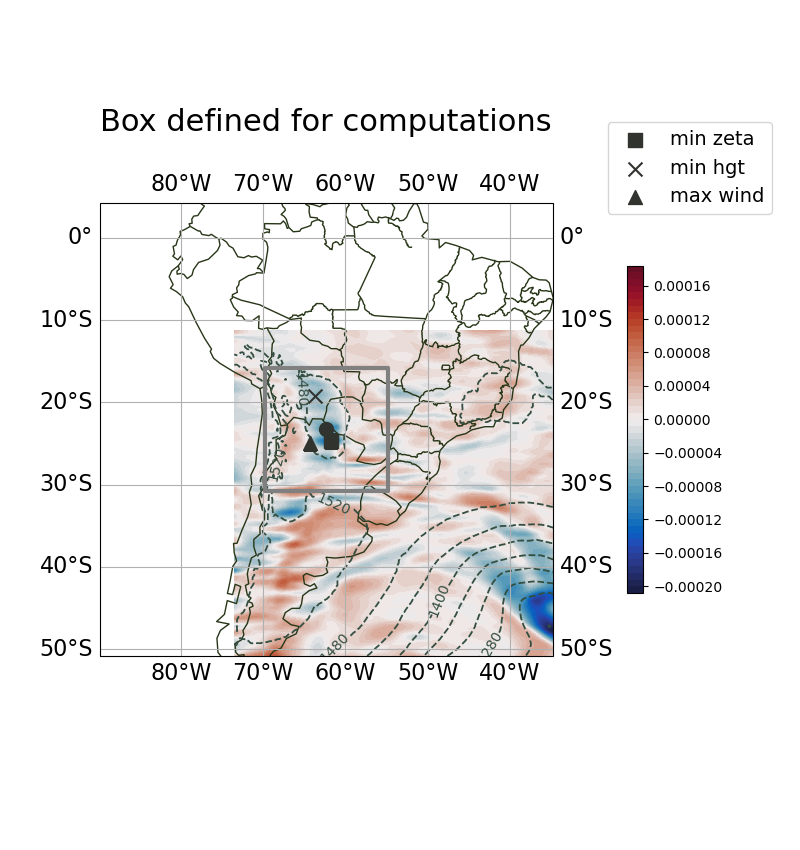 Box defined for computations
min zeta
min hgt
max wind
80°W 70°W 60°W 50°W 40°W
0° 0°
10°S 10°S
20°S 20°S
30°S 30°S
40°S 40°S
50°S 50°S
80°W 70°W 60°W 50°W 40°W
1480
1520
1520
1400
1480
280
0.00016
0.00012
0.00008
0.00004
0.00000
−0.00004
−0.00008
−0.00012
−0.00016
−0.00020